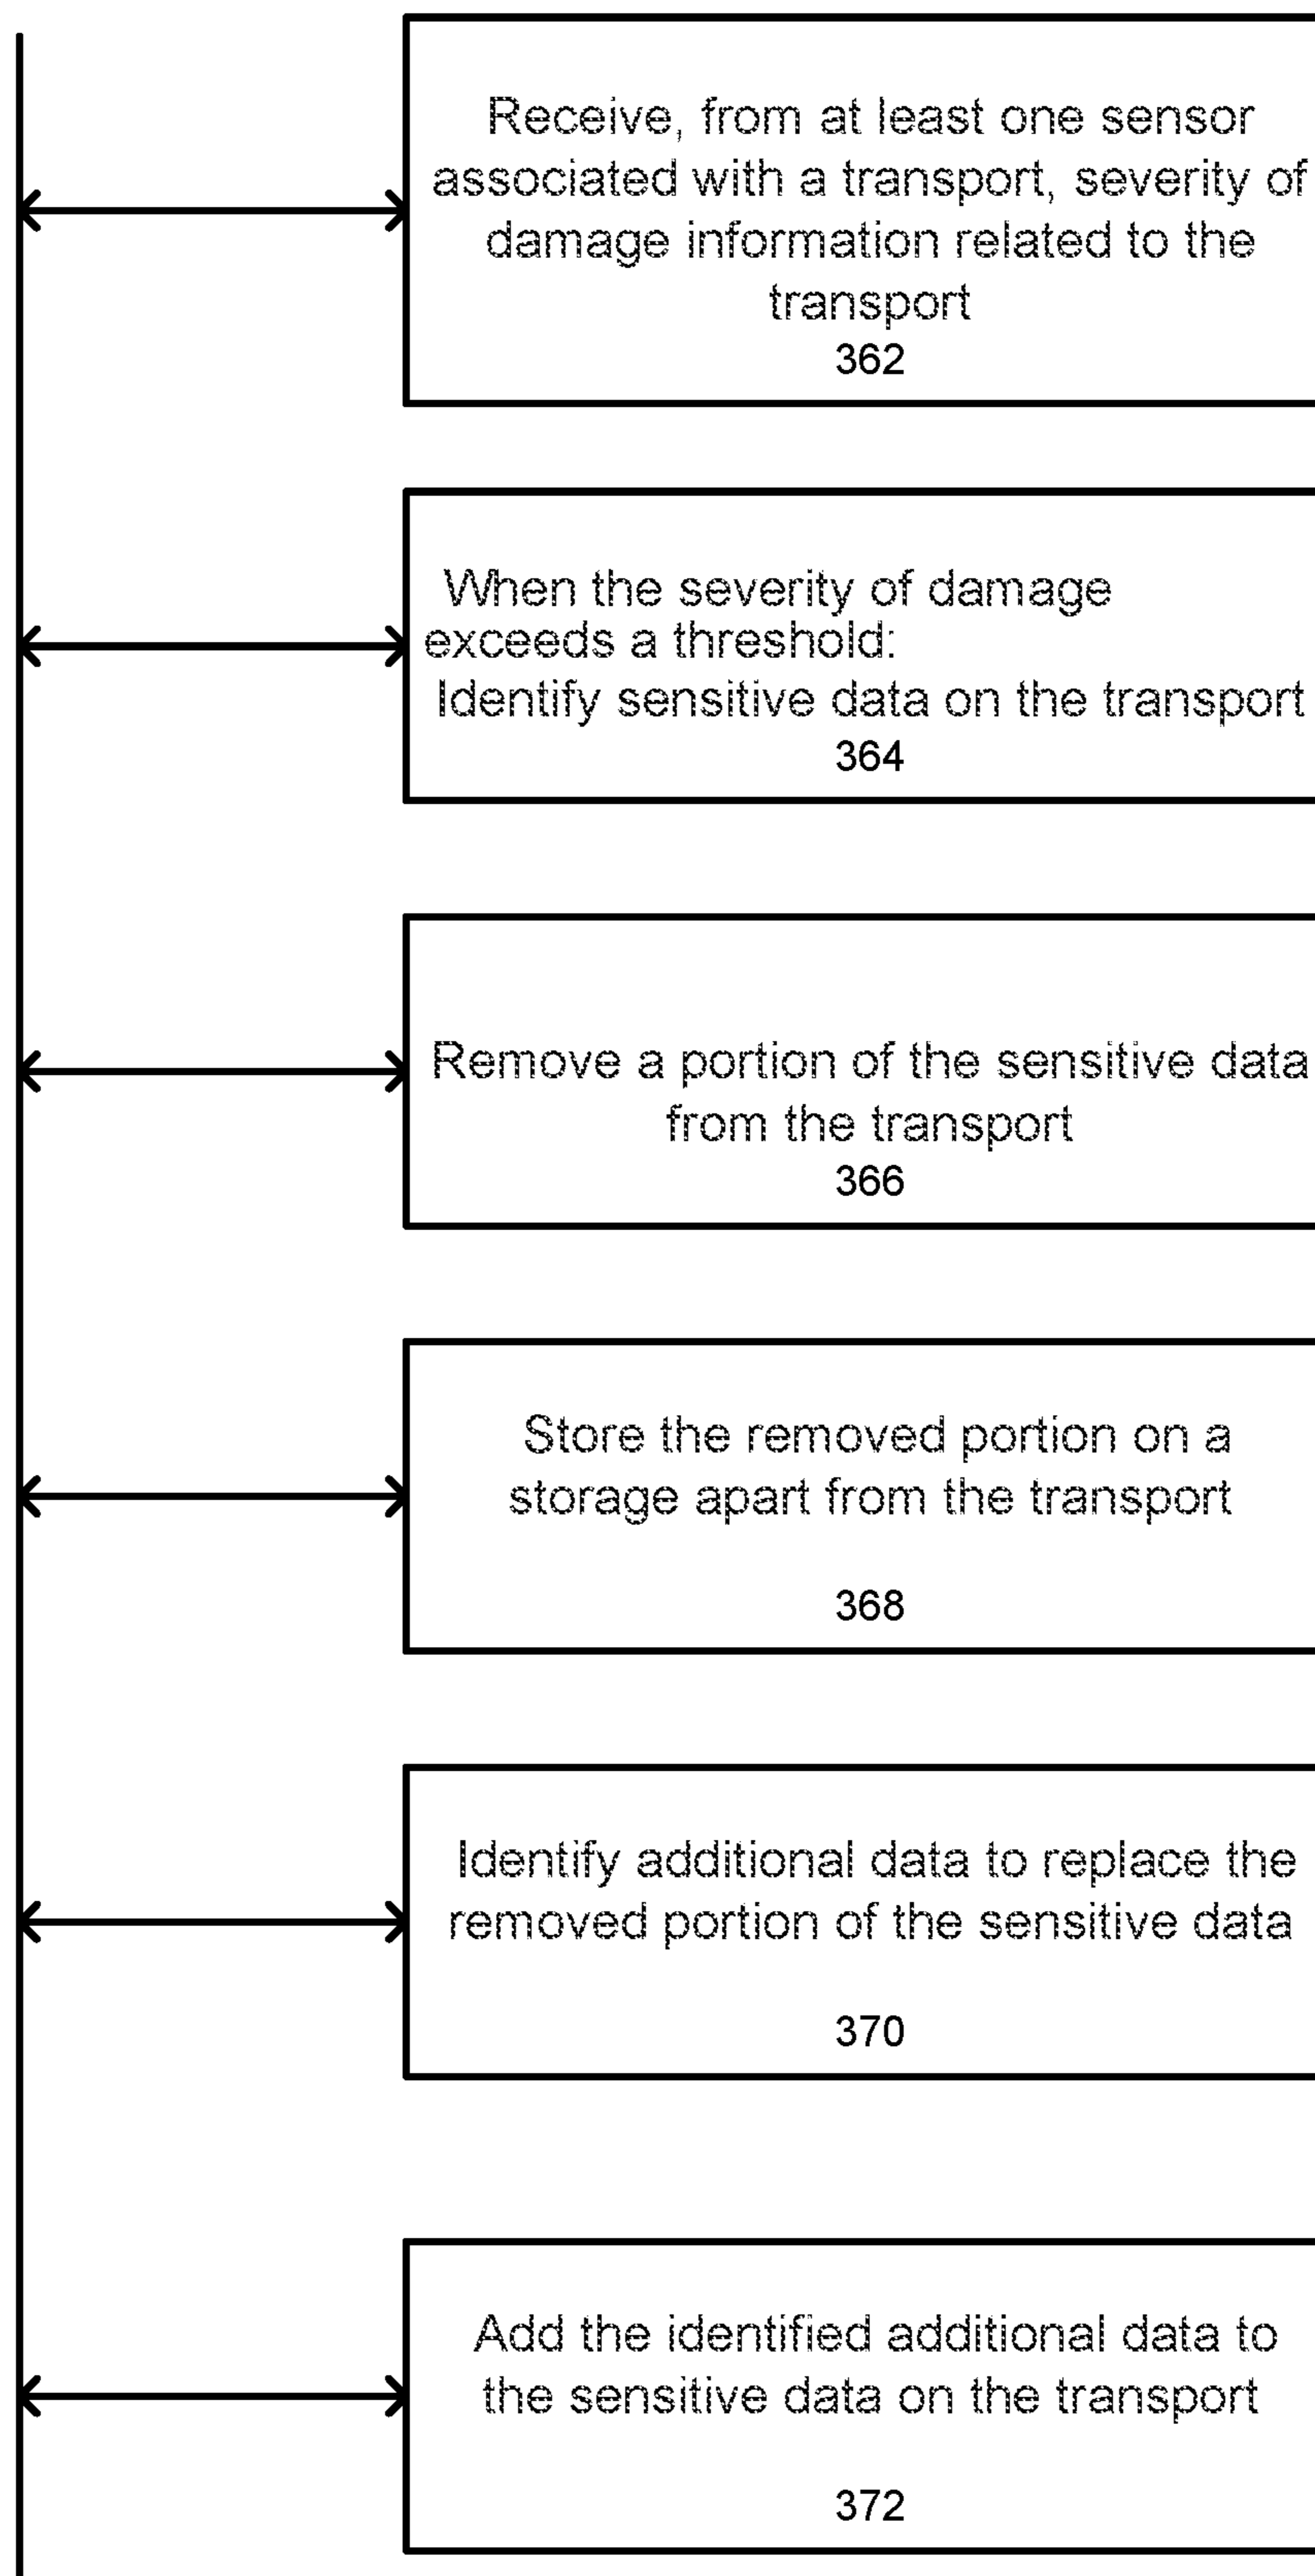 Receive, from at least one sensor
associated with a transport, severity of
damage information related to the
transport
362
When the severity of damage
exceeds a threshold:
Identify sensitive data on the transport
364
Remove a portion of the sensitive data
from the transport
366
Store the removed portion on a
storage apart from the transport
368
Identify additional data to replace the
removed portion of the sensitive data
370
Add the identified additional data to
the sensitive data on the transport
372